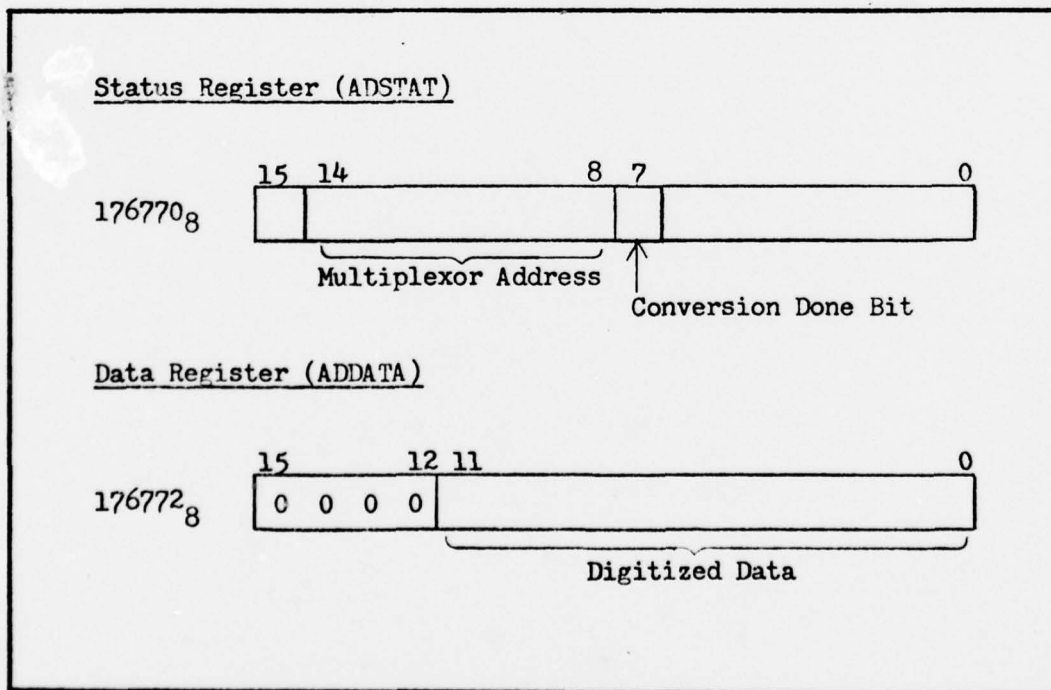 Status Register (ADSTAT)
15 14 8 7 0
176770₈
Multiplexor Address
Conversion Done Bit
Data Register (ADDATA)
15 12 11 0
176772₈ 0 0 0 0
Digitized Data